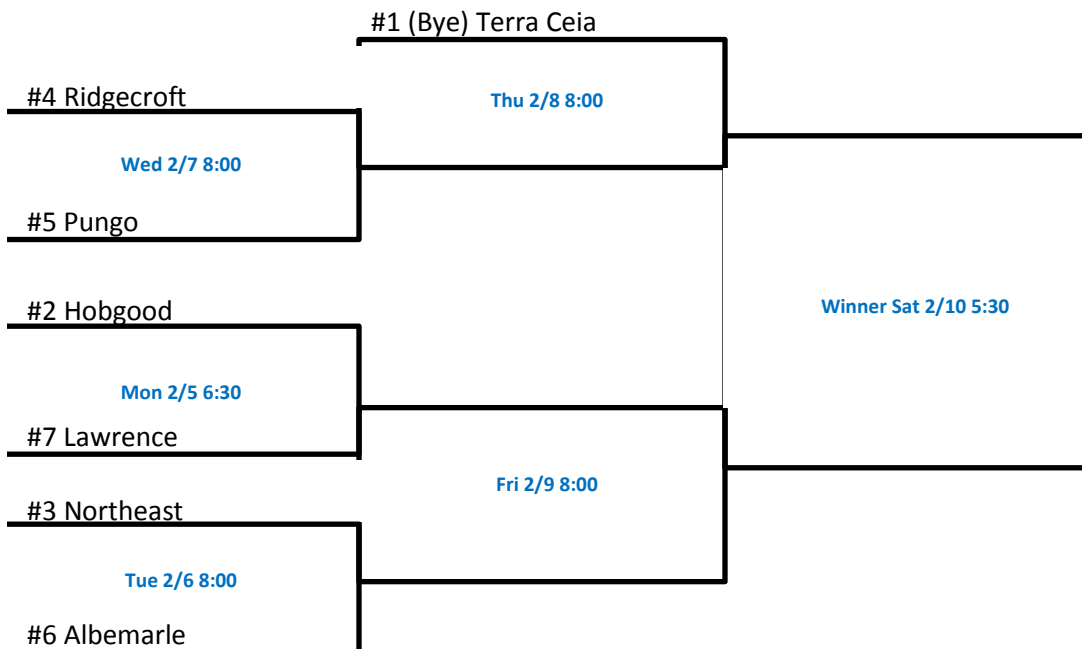 #1 (Bye) Terra Ceia
#4 Ridgecroft
Thu 2/8 8:00
Wed 2/7 8:00
#5 Pungo
#2 Hobgood
Winner Sat 2/10 5:30
Mon 2/5 6:30
#7 Lawrence
Fri 2/9 8:00
#3 Northeast
Tue 2/6 8:00
#6 Albemarle